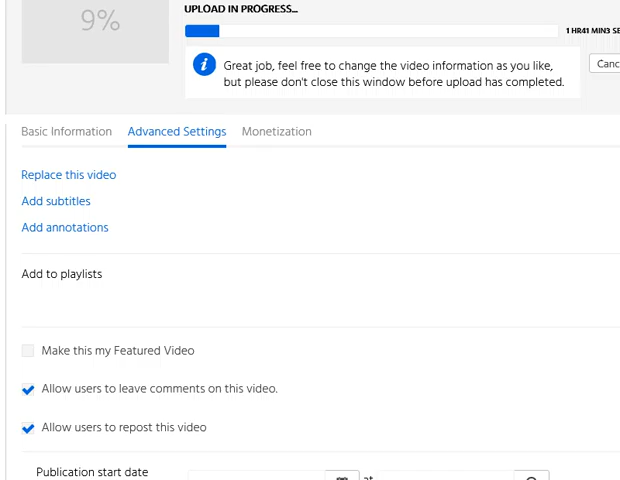 9%
UPLOAD IN PROGRESS...
1 HR41 MIN3 SE
Great job, feel free to change the video information as you like,
but please don't close this window before upload has completed.
Canc
Basic Information Advanced Settings Monetization
Replace this video
Add subtitles
Add annotations
Add to playlists
Make this my Featured Video
Allow users to leave comments on this video.
Allow users to repost this video
Publication start date at